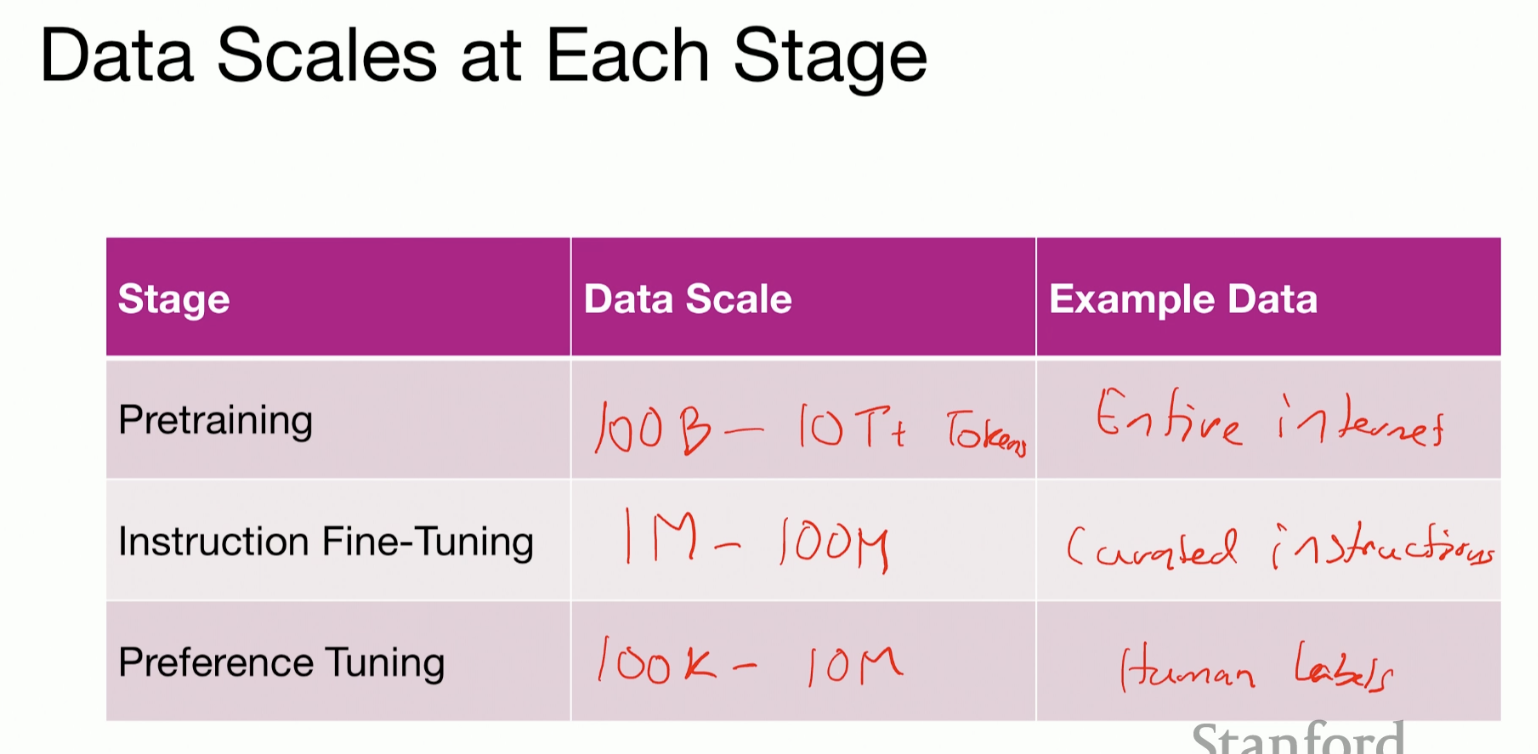 Data Scales at Each Stage
Stage Data Scale Example Data
Pretraining 100B - 10T+ Tokens Entire internet
Instruction Fine-Tuning 1M - 100M Curated instructions
Preference Tuning 100K - 10M Human Labels
Stanford